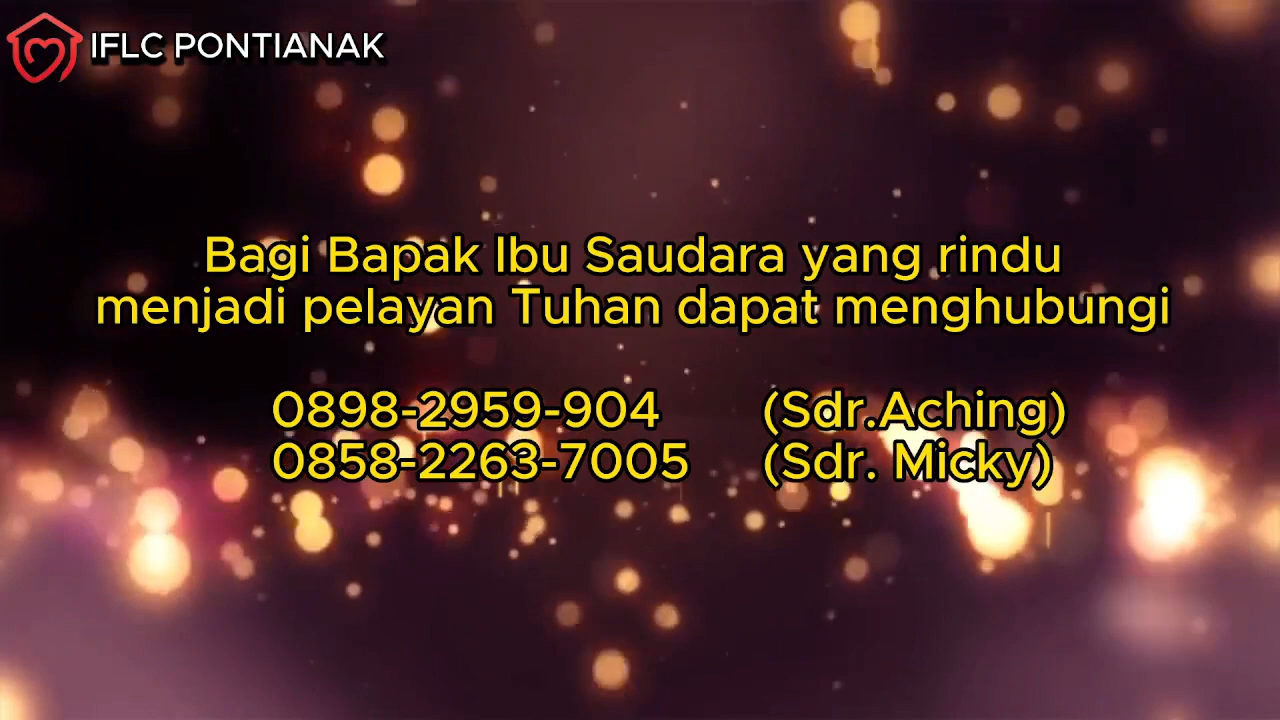 IFLC PONTIANAK
Bagi Bapak Ibu Saudara yang rindu
menjadi pelayan Tuhan dapat menghubungi
0898-2959-904 (Sdr.Aching)
0858-2263-7005 (Sdr. Micky)